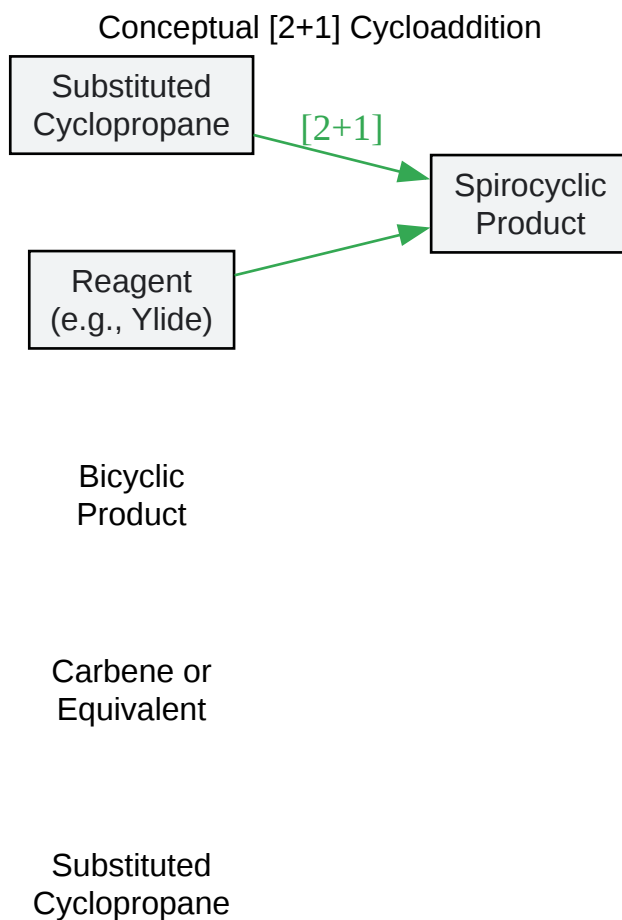 Conceptual [2+1] Cycloaddition
Substituted
Cyclopropane
[2+1]
Spirocyclic
Product
Reagent
(e.g., Ylide)
Bicyclic
Product
Carbene or
Equivalent
Substituted
Cyclopropane